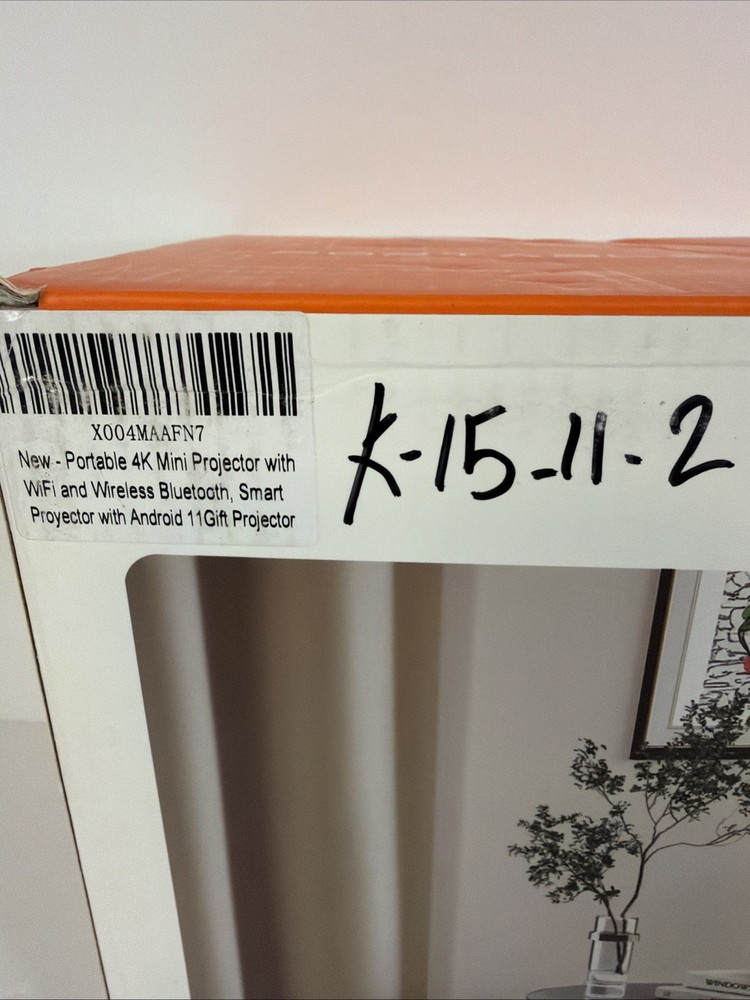 X004MAAFN7
New - Portable 4K Mini Projector with
WiFi and Wireless Bluetooth, Smart
Proyector with Android 11Gift Projector
K-15-11-2
WINDOW